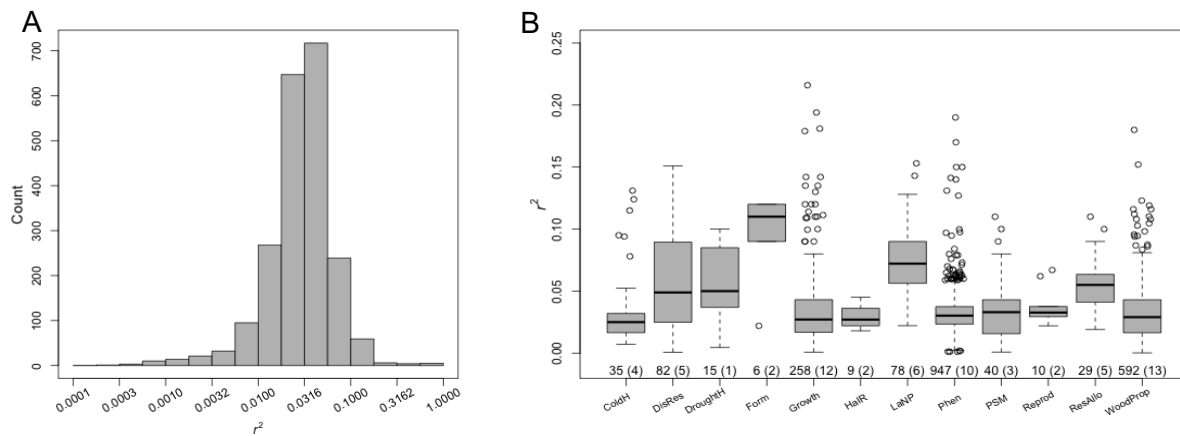 A
Count
700
600
500
400
300
200
100
0
0.0001
0.0003
0.0010
0.0032
0.0100
0.0316
0.1000
0.3162
1.0000
r²
B
r²
0.25
0.20
0.15
0.10
0.05
0.00
35 (4) 82 (5) 15 (1) 6 (2) 258 (12) 9 (2) 78 (6) 947 (10) 40 (3) 10 (2) 29 (5) 592 (13)
ColdH
DisRes
DroughtH
Form
Growth
HalR
LaNP
Phen
PSM
Reprod
ResAllo
WoodProp